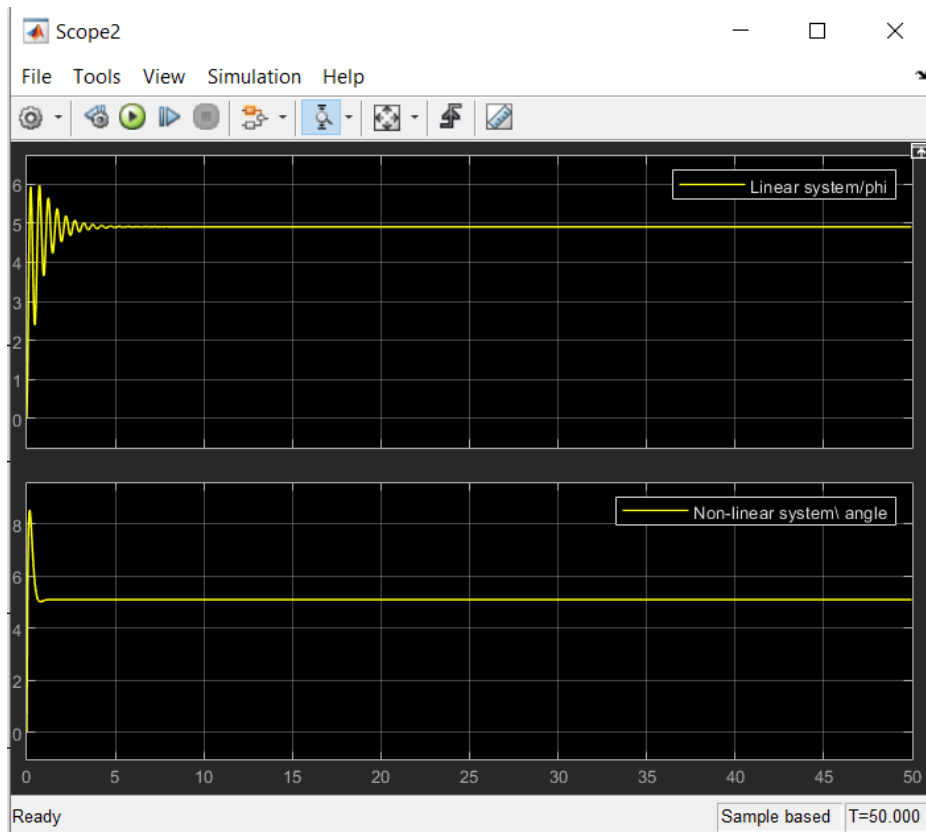 Scope2
File Tools View Simulation Help
Linear system/phi
6
5
4
3
2
1
0
Non-linear system\ angle
8
6
4
2
0
0 5 10 15 20 25 30 35 40 45 50
Ready Sample based T=50.000